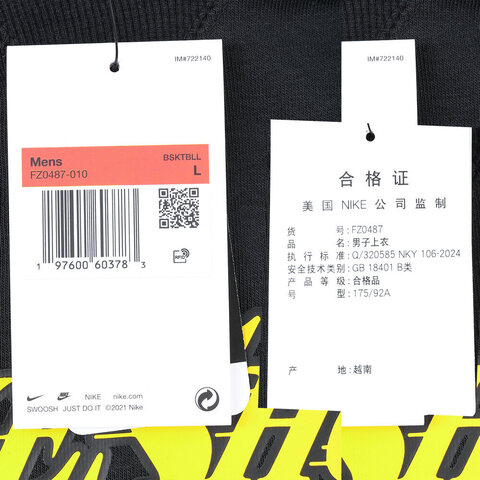 IM#722140
Mens
BSKTBLL
FZ0487-010
L
1 97600 60378 3
RFID
NIKE nike.com
SWOOSH JUST DO IT ©2021 Nike
IM#722140
合格证
美国 NIKE 公司监制
货号: FZ0487
品名: 男子上衣
执行标准: Q/320585 NKY 106-2024
安全技术类别: GB 18401 B类
产品等级: 合格品
号型: 175/92A
产地: 越南